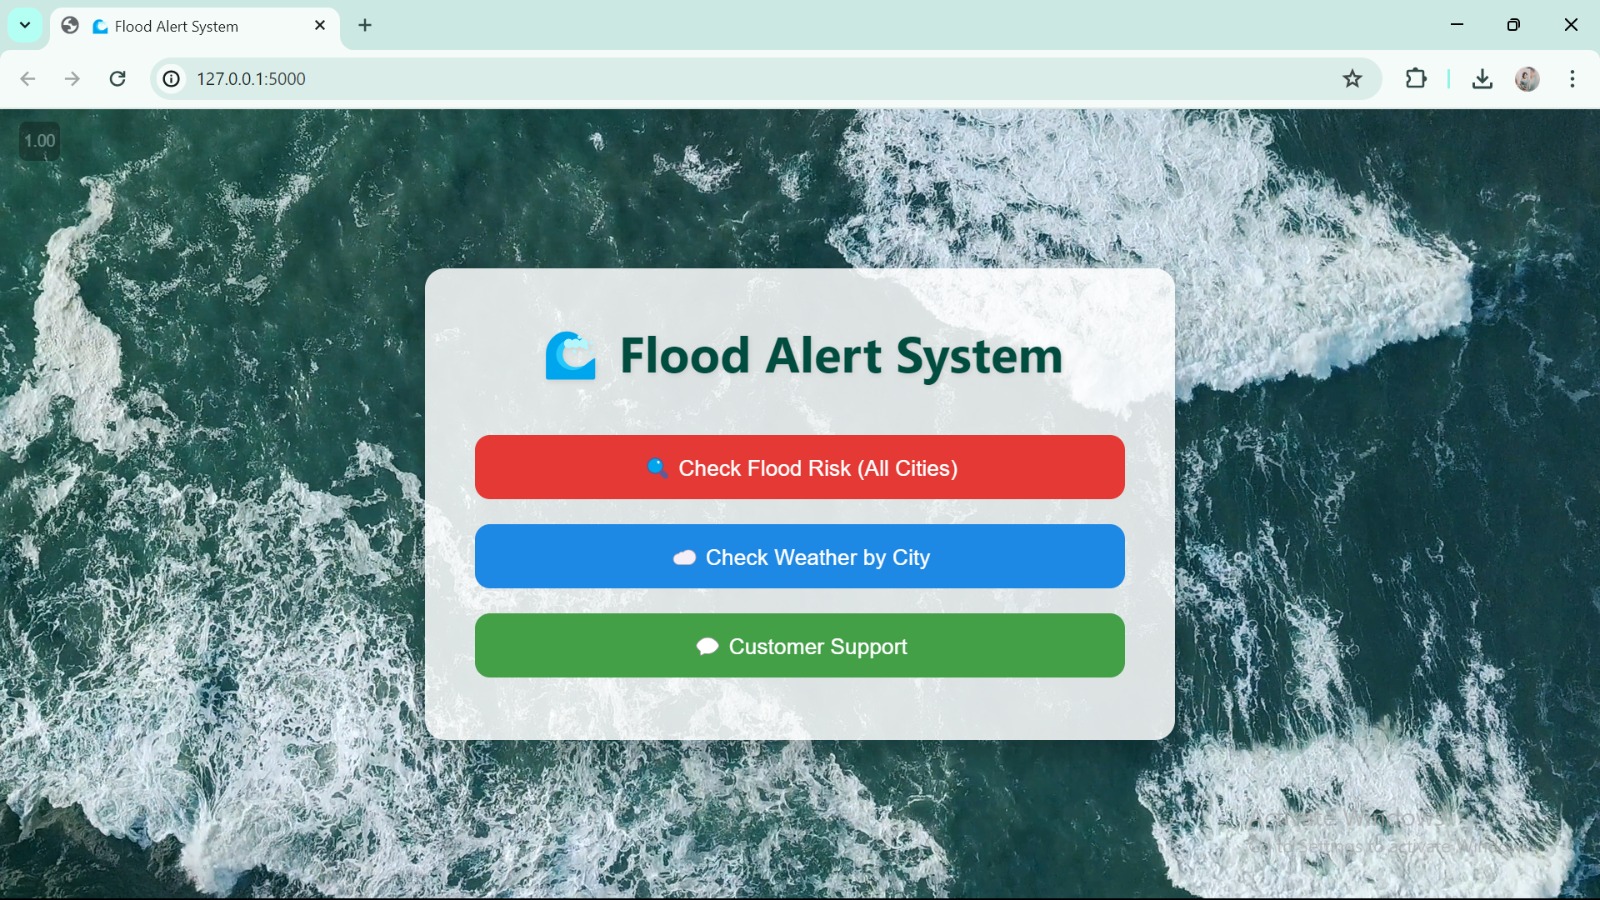 Flood Alert System
127.0.0.1:5000
1.00
Flood Alert System
Check Flood Risk (All Cities)
Check Weather by City
Customer Support
Activate Windows
Go to Settings to activate Windows.